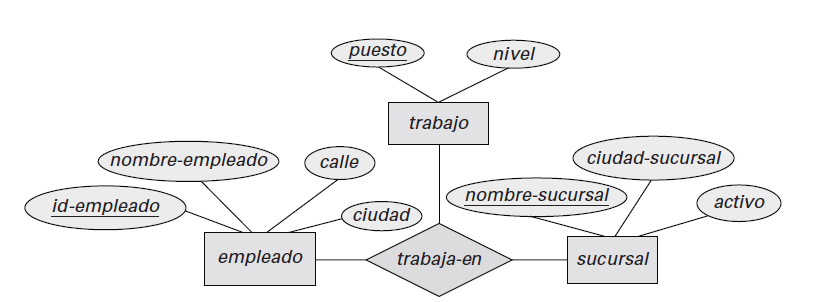 puesto
nivel
trabajo
nombre-empleado
calle
ciudad-sucursal
id-empleado
ciudad
nombre-sucursal
activo
empleado
trabaja-en
sucursal